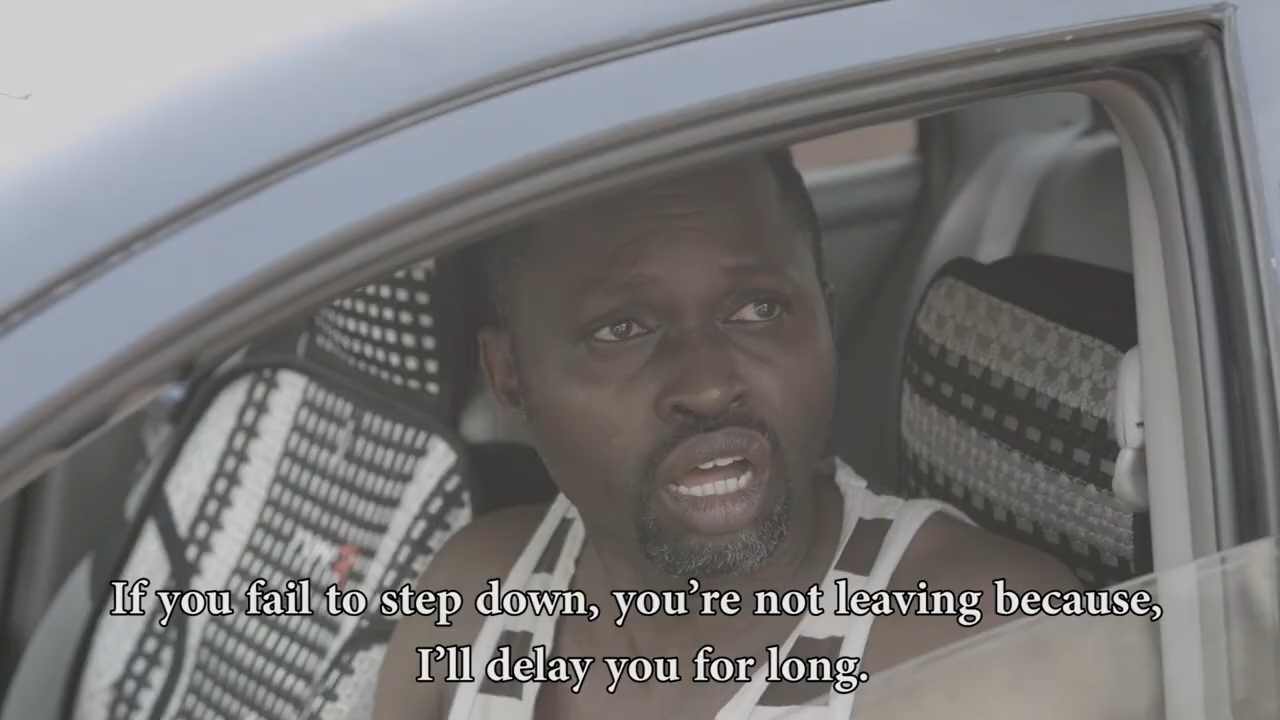 If you fail to step down, you're not leaving because,
I'll delay you for long.